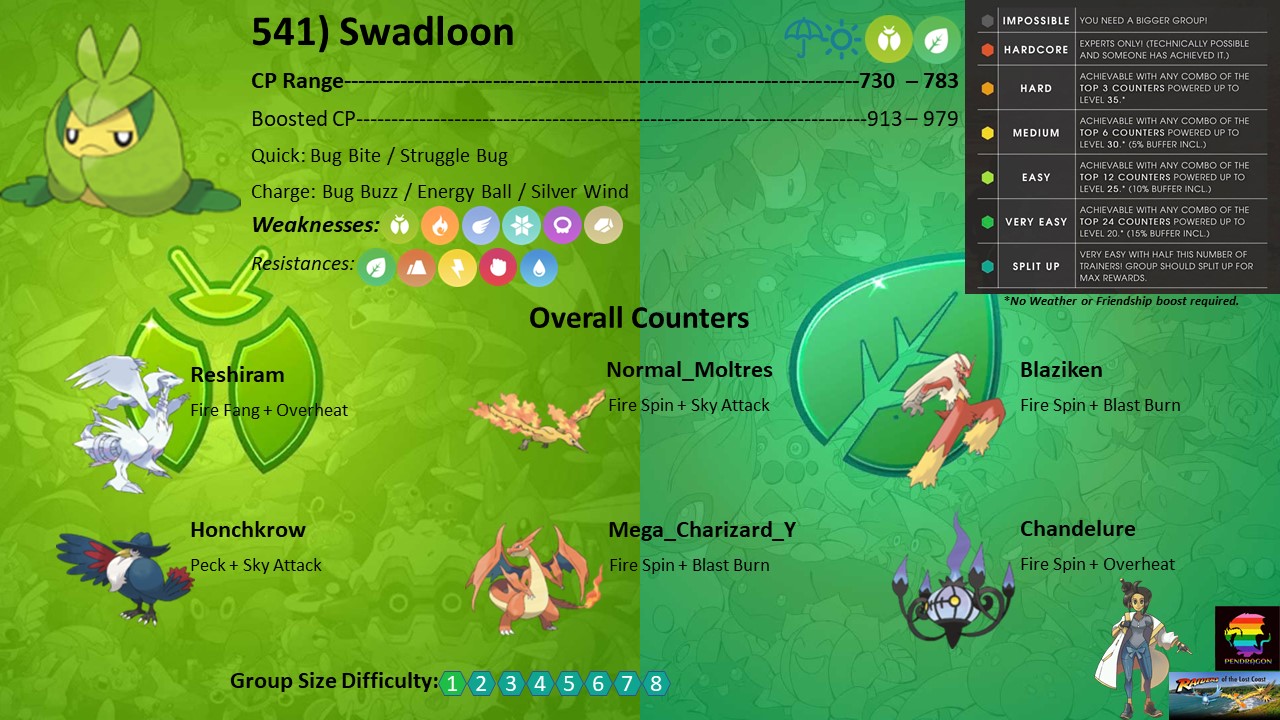 541) Swadloon
CP Range---730 – 783
Boosted CP---913 – 979
Quick: Bug Bite / Struggle Bug
Charge: Bug Buzz / Energy Ball / Silver Wind
Weaknesses:
Resistances:
IMPOSSIBLE YOU NEED A BIGGER GROUP!
HARDCORE EXPERTS ONLY! (TECHNICALLY POSSIBLE
AND SOMEONE HAS ACHIEVED IT.)
HARD ACHIEVABLE WITH ANY COMBO OF THE
TOP 3 COUNTERS POWERED UP TO
LEVEL 35.*
MEDIUM ACHIEVABLE WITH ANY COMBO OF THE
TOP 6 COUNTERS POWERED UP TO
LEVEL 30.* (5% BUFFER INCL.)
EASY ACHIEVABLE WITH ANY COMBO OF THE
TOP 12 COUNTERS POWERED UP TO
LEVEL 25.* (10% BUFFER INCL.)
VERY EASY ACHIEVABLE WITH ANY COMBO OF THE
TOP 24 COUNTERS POWERED UP TO
LEVEL 20.* (15% BUFFER INCL.)
SPLIT UP VERY EASY WITH HALF THIS NUMBER OF
TRAINERS! GROUP SHOULD SPLIT UP FOR
MAX REWARDS.
*No Weather or Friendship boost required.
Overall Counters
Reshiram
Fire Fang + Overheat
Normal_Moltres
Fire Spin + Sky Attack
Blaziken
Fire Spin + Blast Burn
Honchkrow
Peck + Sky Attack
Mega_Charizard_Y
Fire Spin + Blast Burn
Chandelure
Fire Spin + Overheat
Group Size Difficulty: 1 2 3 4 5 6 7 8
PENDRAGON
RAIDERS of the Lost Coast